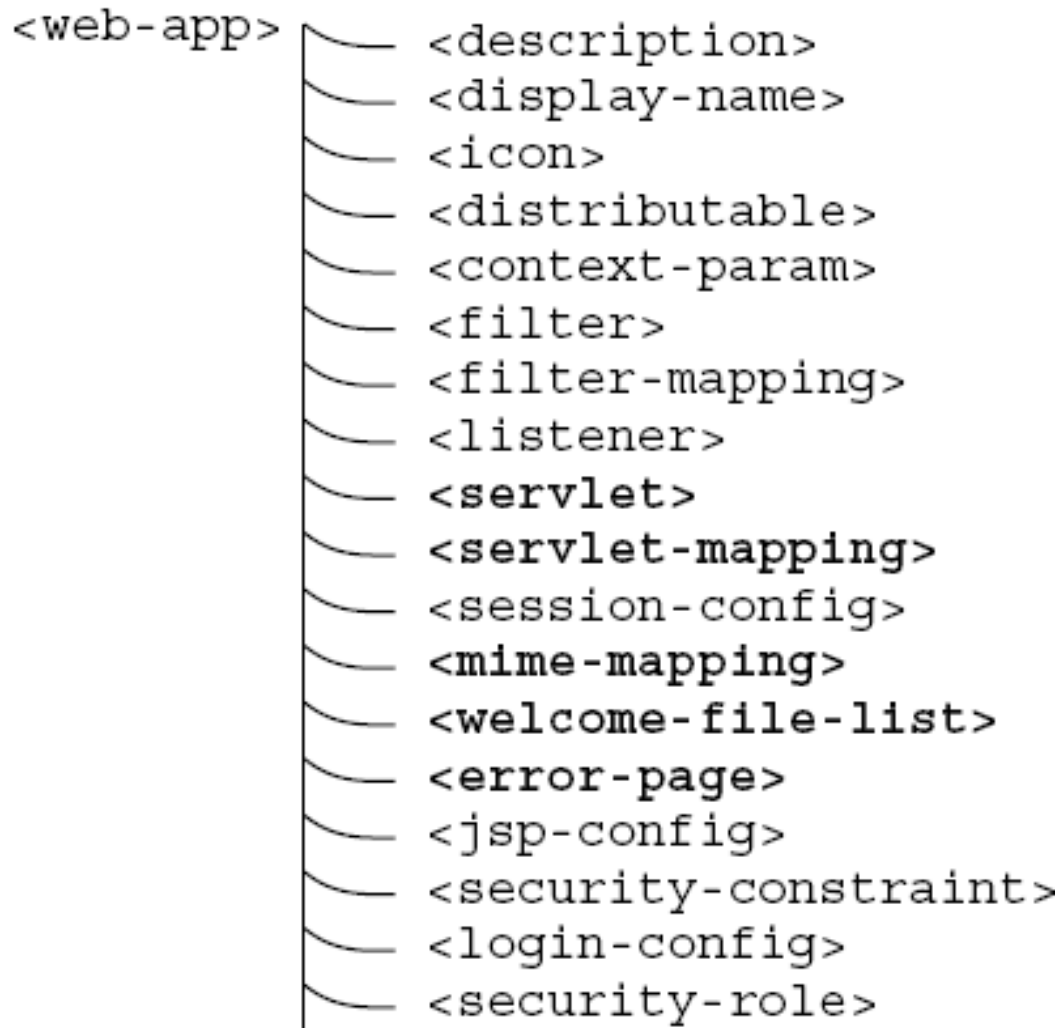 <web-app>
<description>
<display-name>
<icon>
<distributable>
<context-param>
<filter>
<filter-mapping>
<listener>
<servlet>
<servlet-mapping>
<session-config>
<mime-mapping>
<welcome-file-list>
<error-page>
<jsp-config>
<security-constraint>
<login-config>
<security-role>